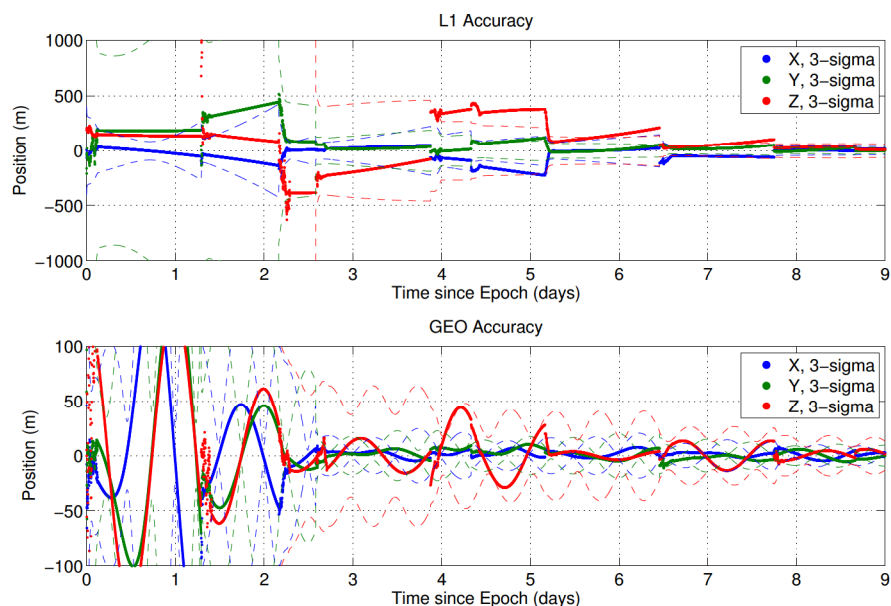 L1 Accuracy
1000
500
0
−500
−1000
Position (m)
X, 3-sigma
Y, 3-sigma
Z, 3-sigma
0 1 2 3 4 5 6 7 8 9
Time since Epoch (days)
GEO Accuracy
100
50
0
−50
−100
Position (m)
X, 3-sigma
Y, 3-sigma
Z, 3-sigma
0 1 2 3 4 5 6 7 8 9
Time since Epoch (days)